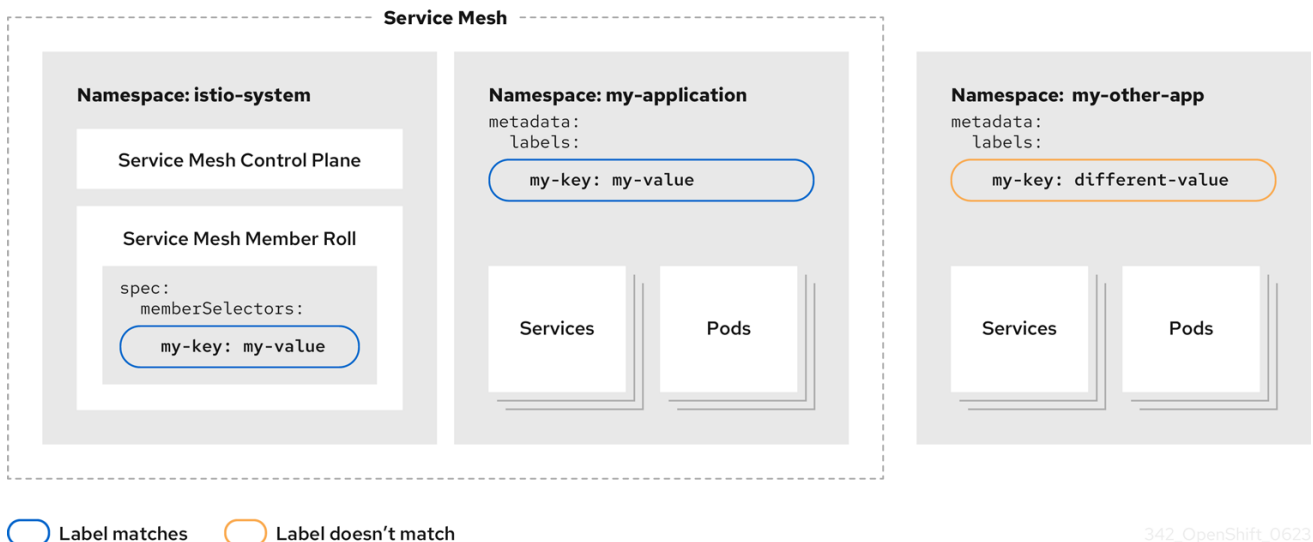 Service Mesh
Namespace: istio-system
Service Mesh Control Plane
Service Mesh Member Roll
spec:
memberSelectors:
my-key: my-value
Namespace: my-application
metadata:
labels:
my-key: my-value
Services
Pods
Namespace: my-other-app
metadata:
labels:
my-key: different-value
Services
Pods
Label matches
Label doesn’t match
342_OpenShift_0623